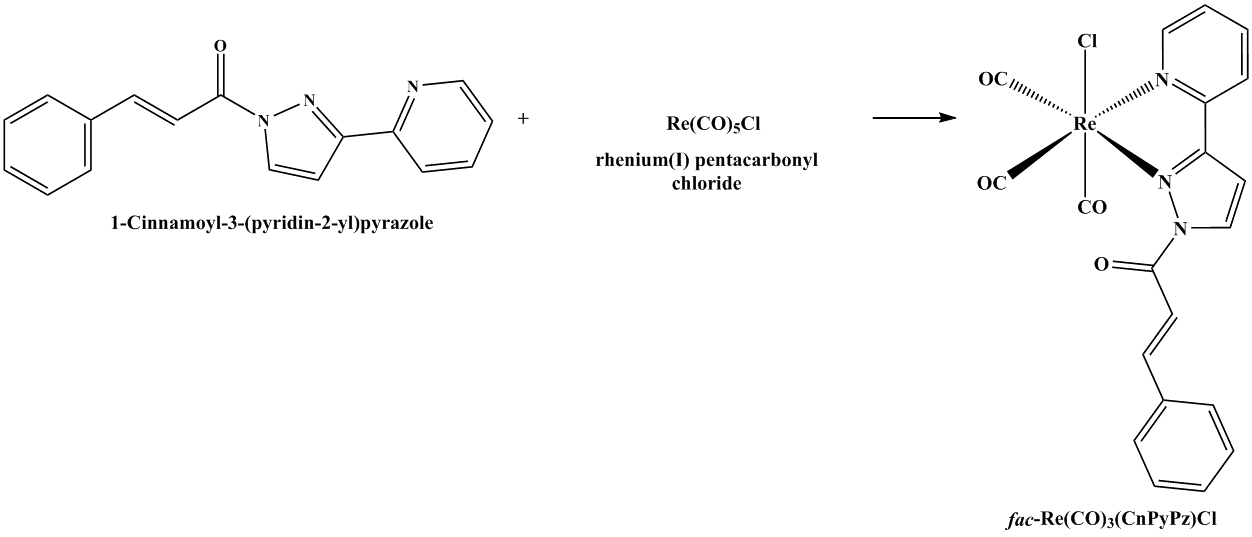 O
N
N
N
1-Cinnamoyl-3-(pyridin-2-yl)pyrazole
+
Re(CO)₅Cl
rhenium(I) pentacarbonyl
chloride
Cl
OC
N
Re
OC
N
CO
N
O
fac-Re(CO)₃(CnPyPz)Cl